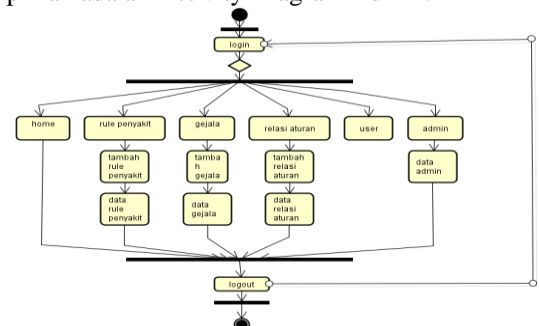 login
home
rule penyakit
gejala
relasi aturan
user
admin
tambah
rule
penyakit
tamba
h
gejala
tambah
relasi
aturan
data
admin
data
rule
penyakit
data
gejala
data
relasi
aturan
logout